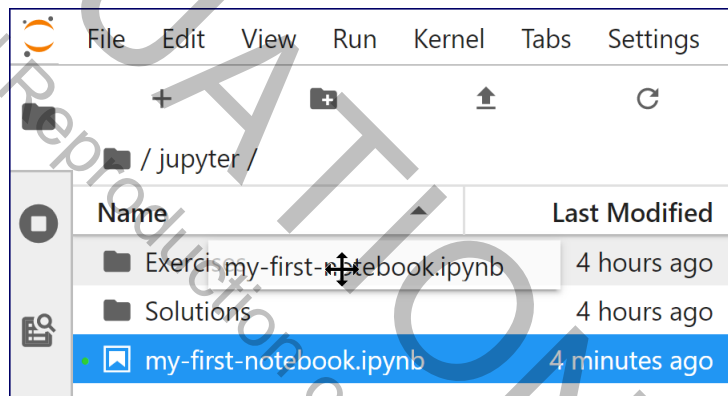 File Edit View Run Kernel Tabs Settings
/ jupyter /
Name Last Modified
Exercises my-first-notebook.ipynb 4 hours ago
Solutions 4 hours ago
my-first-notebook.ipynb 4 minutes ago
Reproduction